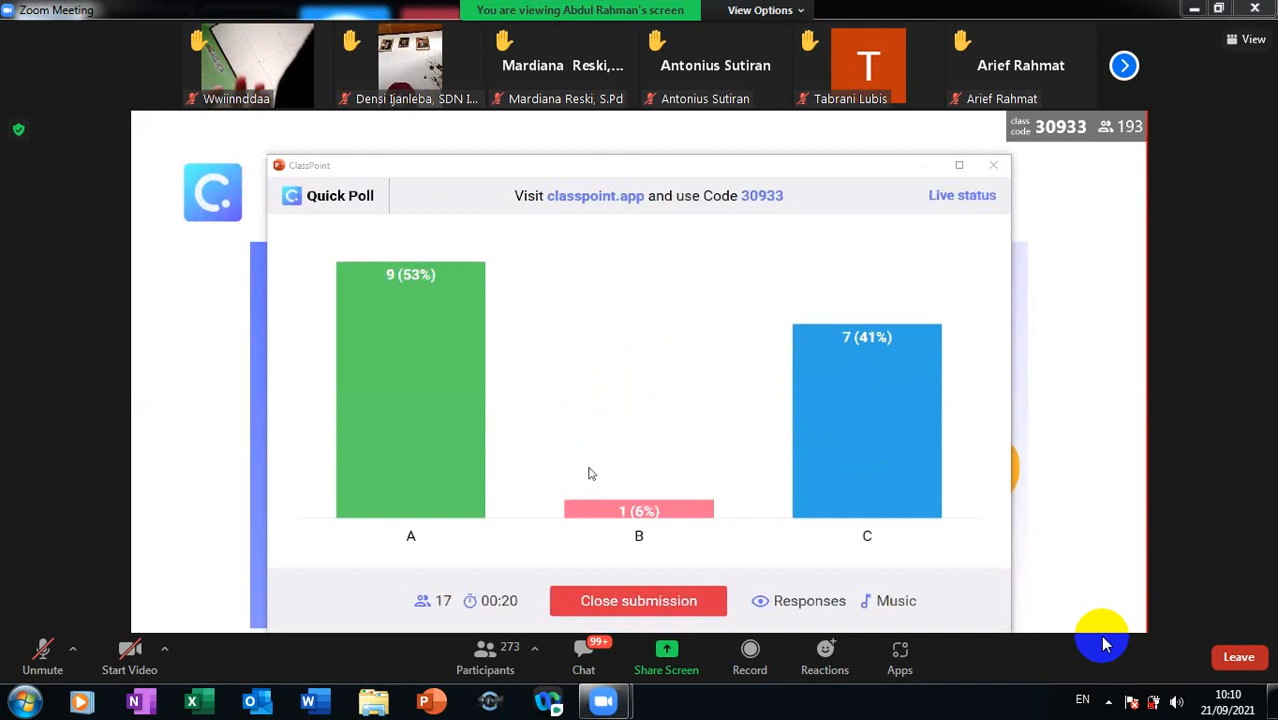 Zoom Meeting
You are viewing Abdul Rahman's screen
View Options
Mardiana Reski,...
Antonius Sutiran
T
Arief Rahmat
View
Wwiinnddaa
Densi Ijanleba, SDN I...
Mardiana Reski, S.Pd
Antonius Sutiran
Tabrani Lubis
Arief Rahmat
class code 30933 193
ClassPoint
C.
Quick Poll
Visit classpoint.app and use Code 30933
Live status
9 (53%)
7 (41%)
1 (6%)
A
B
C
17
00:20
Close submission
Responses
Music
Unmute
Start Video
273
Participants
99+
Chat
Share Screen
Record
Reactions
Apps
Leave
EN
10:10
21/09/2021